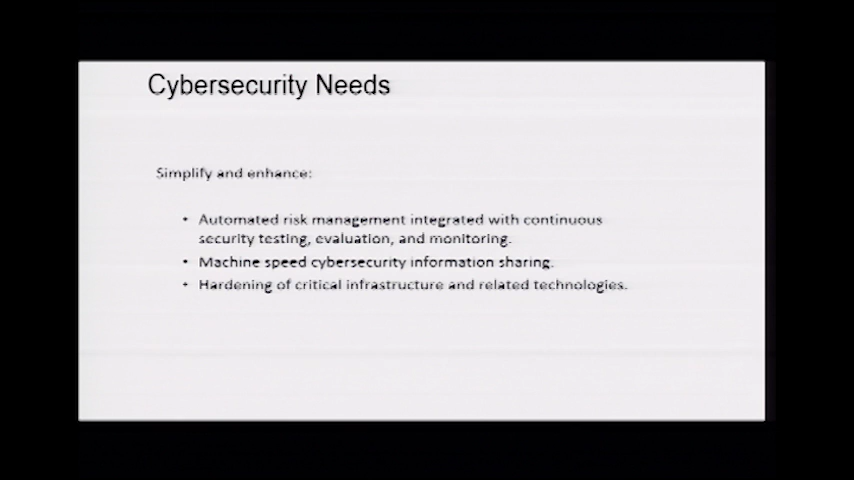 Cybersecurity Needs
Simplify and enhance:
• Automated risk management integrated with continuous
security testing, evaluation, and monitoring.
• Machine speed cybersecurity information sharing.
• Hardening of critical infrastructure and related technologies.